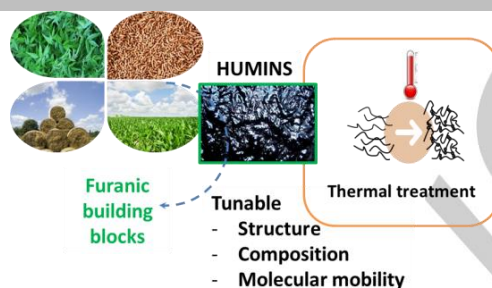 HUMINS
Furanic
building
blocks
Thermal treatment
Tunable
- Structure
- Composition
- Molecular mobility